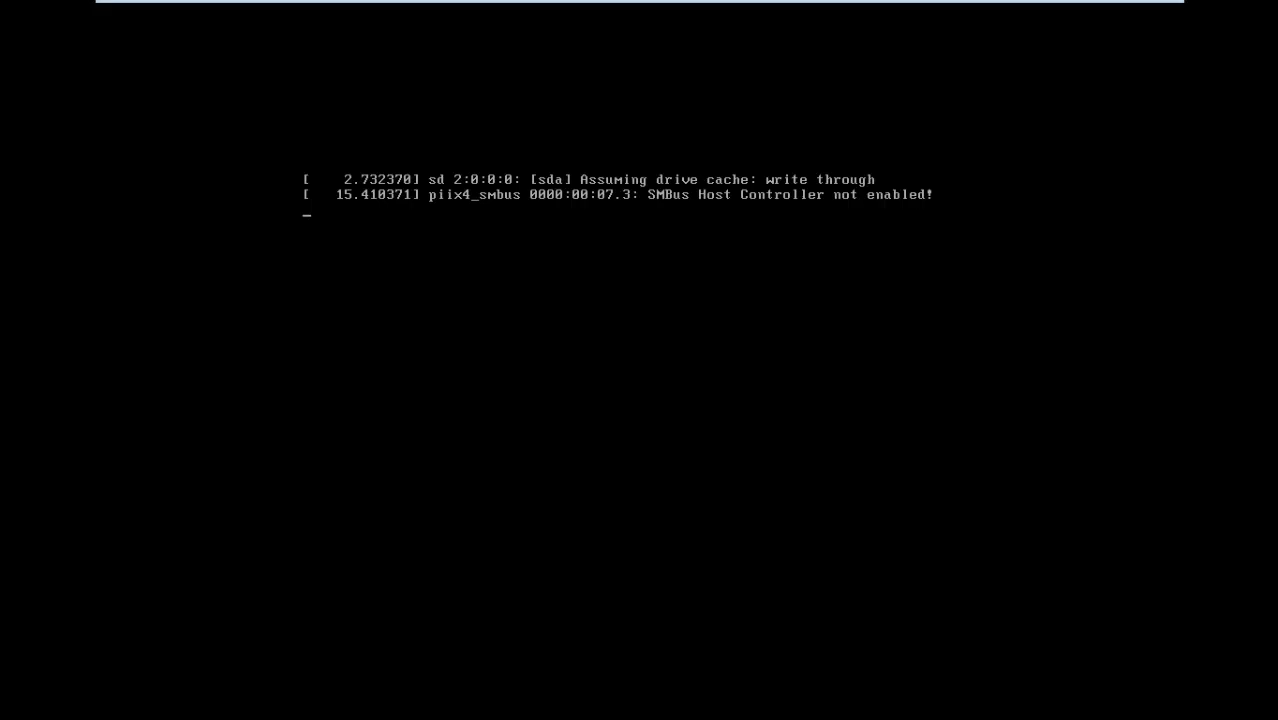 [    2.732370] sd 2:0:0:0: [sda] Assuming drive cache: write through
[   15.410371] piix4_smbus 0000:00:07.3: SMBus Host Controller not enabled!
_